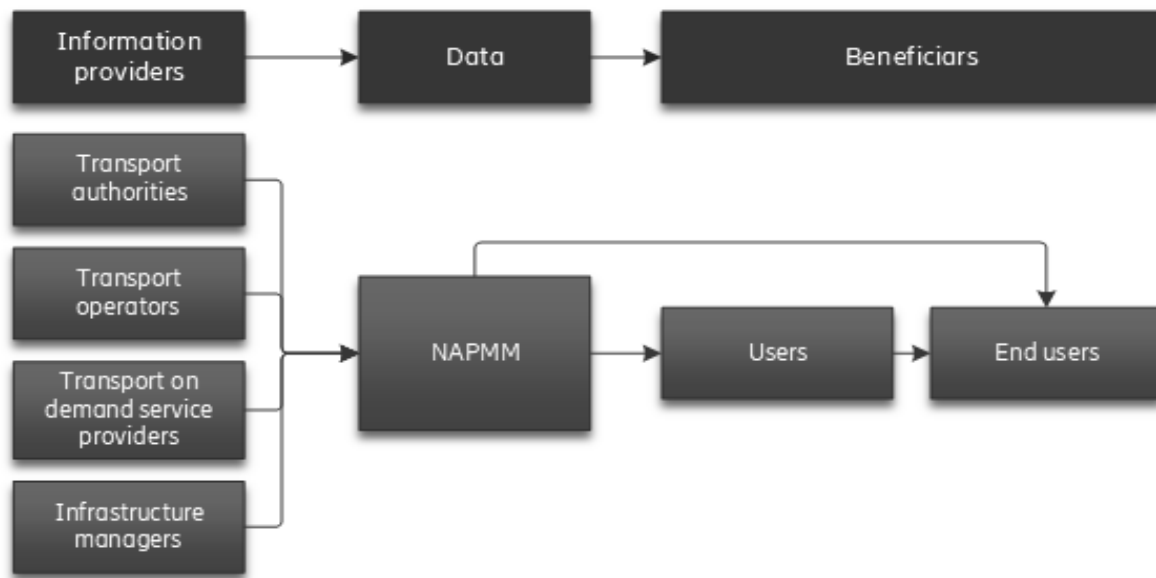 Information
providers
Data
Beneficiars
Transport
authorities
Transport
operators
Transport on
demand service
providers
Infrastructure
managers
NAPMM
Users
End users